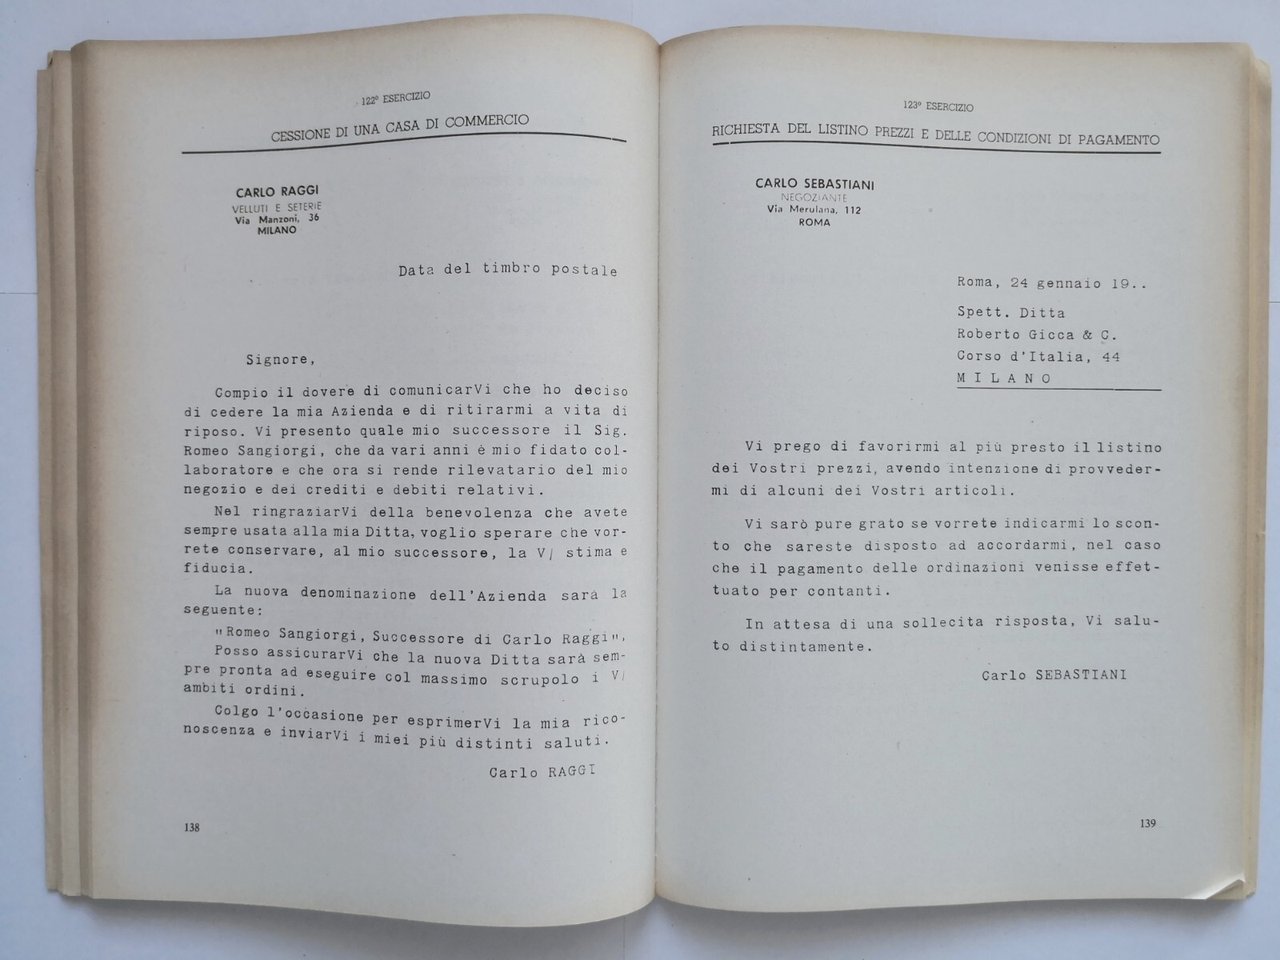 122º ESERCIZIO
CESSIONE DI UNA CASA DI COMMERCIO
CARLO RAGGI
VELLUTI E SETERIE
Via Manzoni, 36
MILANO
Data del timbro postale
Signore,
Compio il dovere di comunicarVi che ho deciso
di cedere la mia Azienda e di ritirarmi a vita di
riposo. Vi presento quale mio successore il Sig.
Romeo Sangiorgi, che da vari anni è mio fidato col-
laboratore e che ora si rende rilevatario del mio
negozio e dei crediti e debiti relativi.
Nel ringraziarVi della benevolenza che avete
sempre usata alla mia Ditta, voglio sperare che vor-
rete conservare, al mio successore, la V/ stima e
fiducia.
La nuova denominazione dell'Azienda sarà la
seguente:
"Romeo Sangiorgi, Successore di Carlo Raggi",
Posso assicurarVi che la nuova Ditta sarà sem-
pre pronta ad eseguire col massimo scrupolo i V/
ambiti ordini.
Colgo l'occasione per esprimerVi la mia rico-
noscenza e inviarVi i miei più distinti saluti.
Carlo RAGGI
138
123º ESERCIZIO
RICHIESTA DEL LISTINO PREZZI E DELLE CONDIZIONI DI PAGAMENTO
CARLO SEBASTIANI
NEGOZIANTE
Via Merulana, 112
ROMA
Roma, 24 gennaio 19..
Spett. Ditta
Roberto Gicca & C.
Corso d'Italia, 44
MILANO
Vi prego di favorirmi al più presto il listino
dei Vostri prezzi, avendo intenzione di provveder-
mi di alcuni dei Vostri articoli.
Vi sarò pure grato se vorrete indicarmi lo scon-
to che sareste disposto ad accordarmi, nel caso
che il pagamento delle ordinazioni venisse effet-
tuato per contanti.
In attesa di una sollecita risposta, Vi salu-
to distintamente.
Carlo SEBASTIANI
139